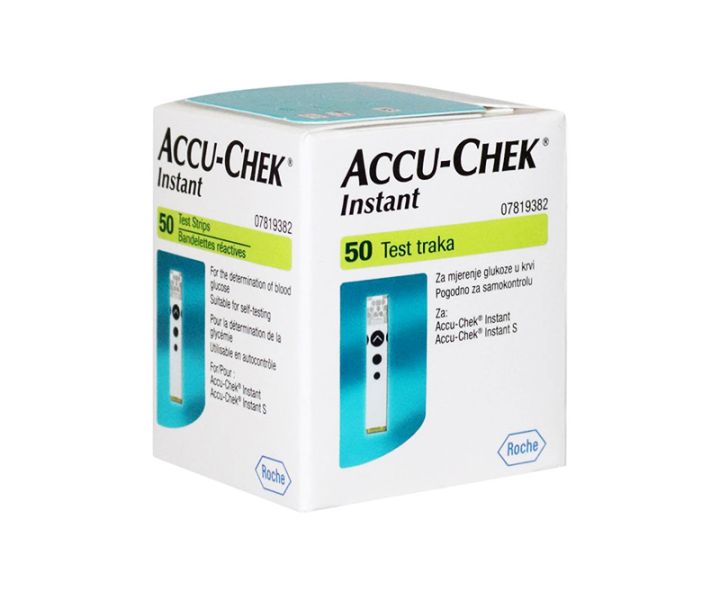 ACCU-CHEK®
Instant
07819382
50 Test Strips
Bandelettes réactives
For the determination of blood
glucose
Suitable for self-testing
Pour la détermination de la
glycémie
Utilisable en autocontrôle
For/Pour :
Accu-Chek® Instant
Accu-Chek® Instant S
Roche
ACCU-CHEK®
Instant
07819382
50 Test traka
Za mjerenje glukoze u krvi
Pogodno za samokontrolu
Za:
Accu-Chek® Instant
Accu-Chek® Instant S
Roche